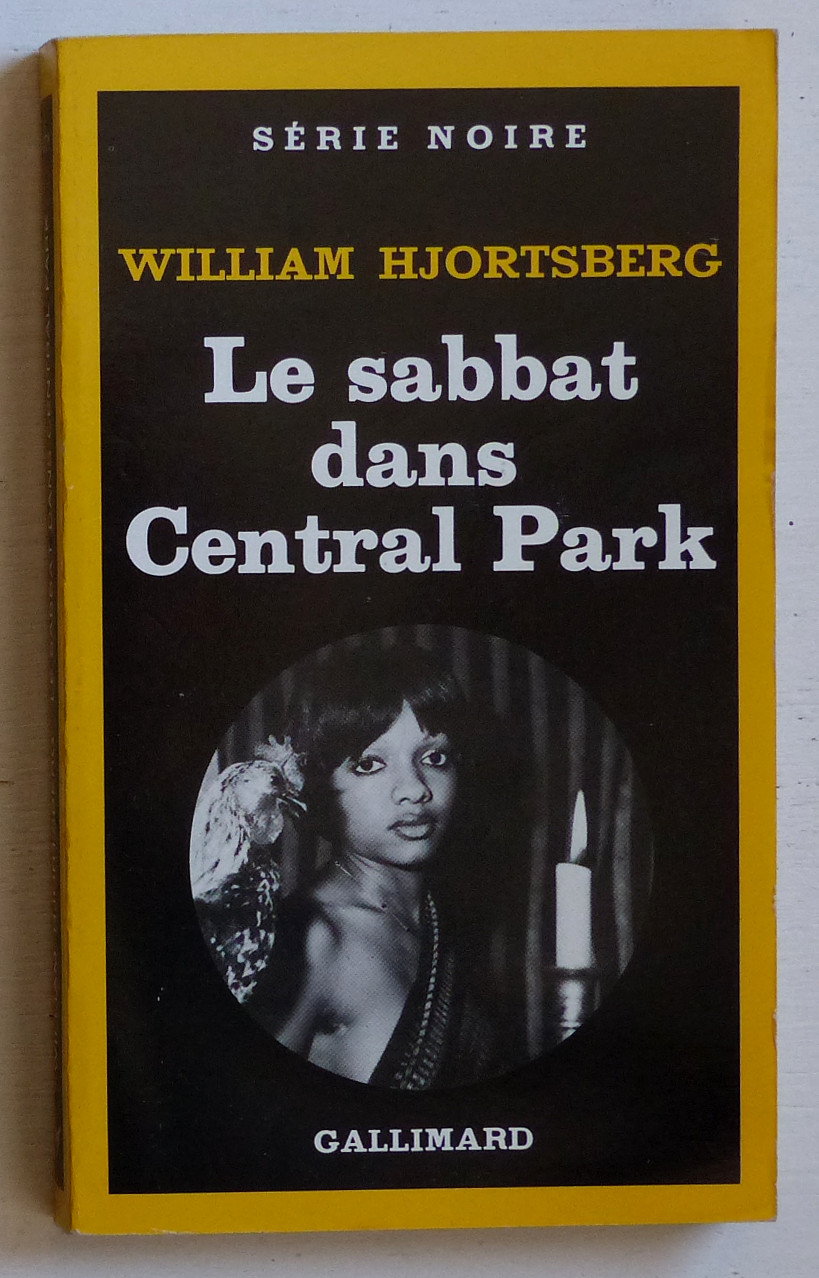 SÉRIE NOIRE
WILLIAM HJORTSBERG
Le sabbat
dans
Central Park
GALLIMARD